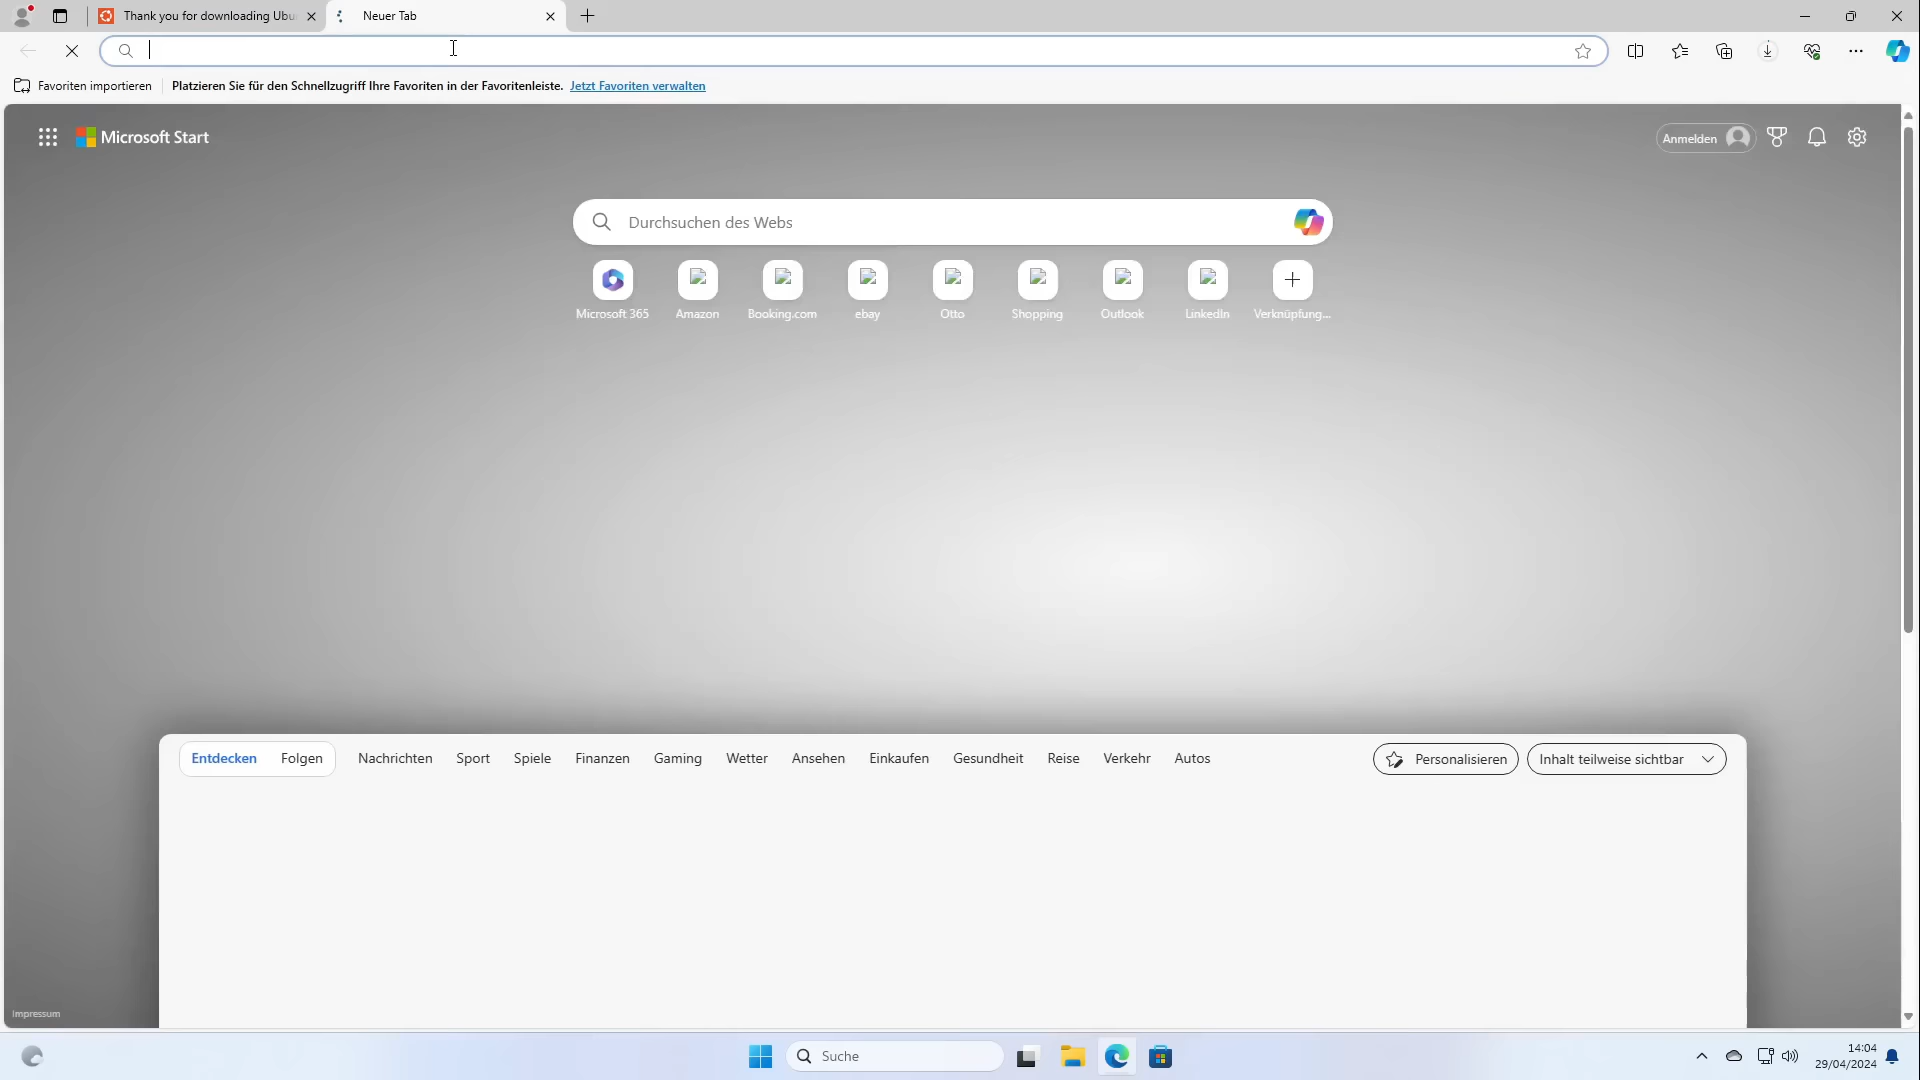 Thank you for downloading Ubu
Neuer Tab
Favoriten importieren
Platzieren Sie für den Schnellzugriff Ihre Favoriten in der Favoritenleiste. Jetzt Favoriten verwalten
Microsoft Start
Anmelden
Durchsuchen des Webs
Microsoft 365
Amazon
Booking.com
ebay
Otto
Shopping
Outlook
LinkedIn
Verknüpfung...
Entdecken
Folgen
Nachrichten
Sport
Spiele
Finanzen
Gaming
Wetter
Ansehen
Einkaufen
Gesundheit
Reise
Verkehr
Autos
Personalisieren
Inhalt teilweise sichtbar
Impressum
Suche
14:04
29/04/2024